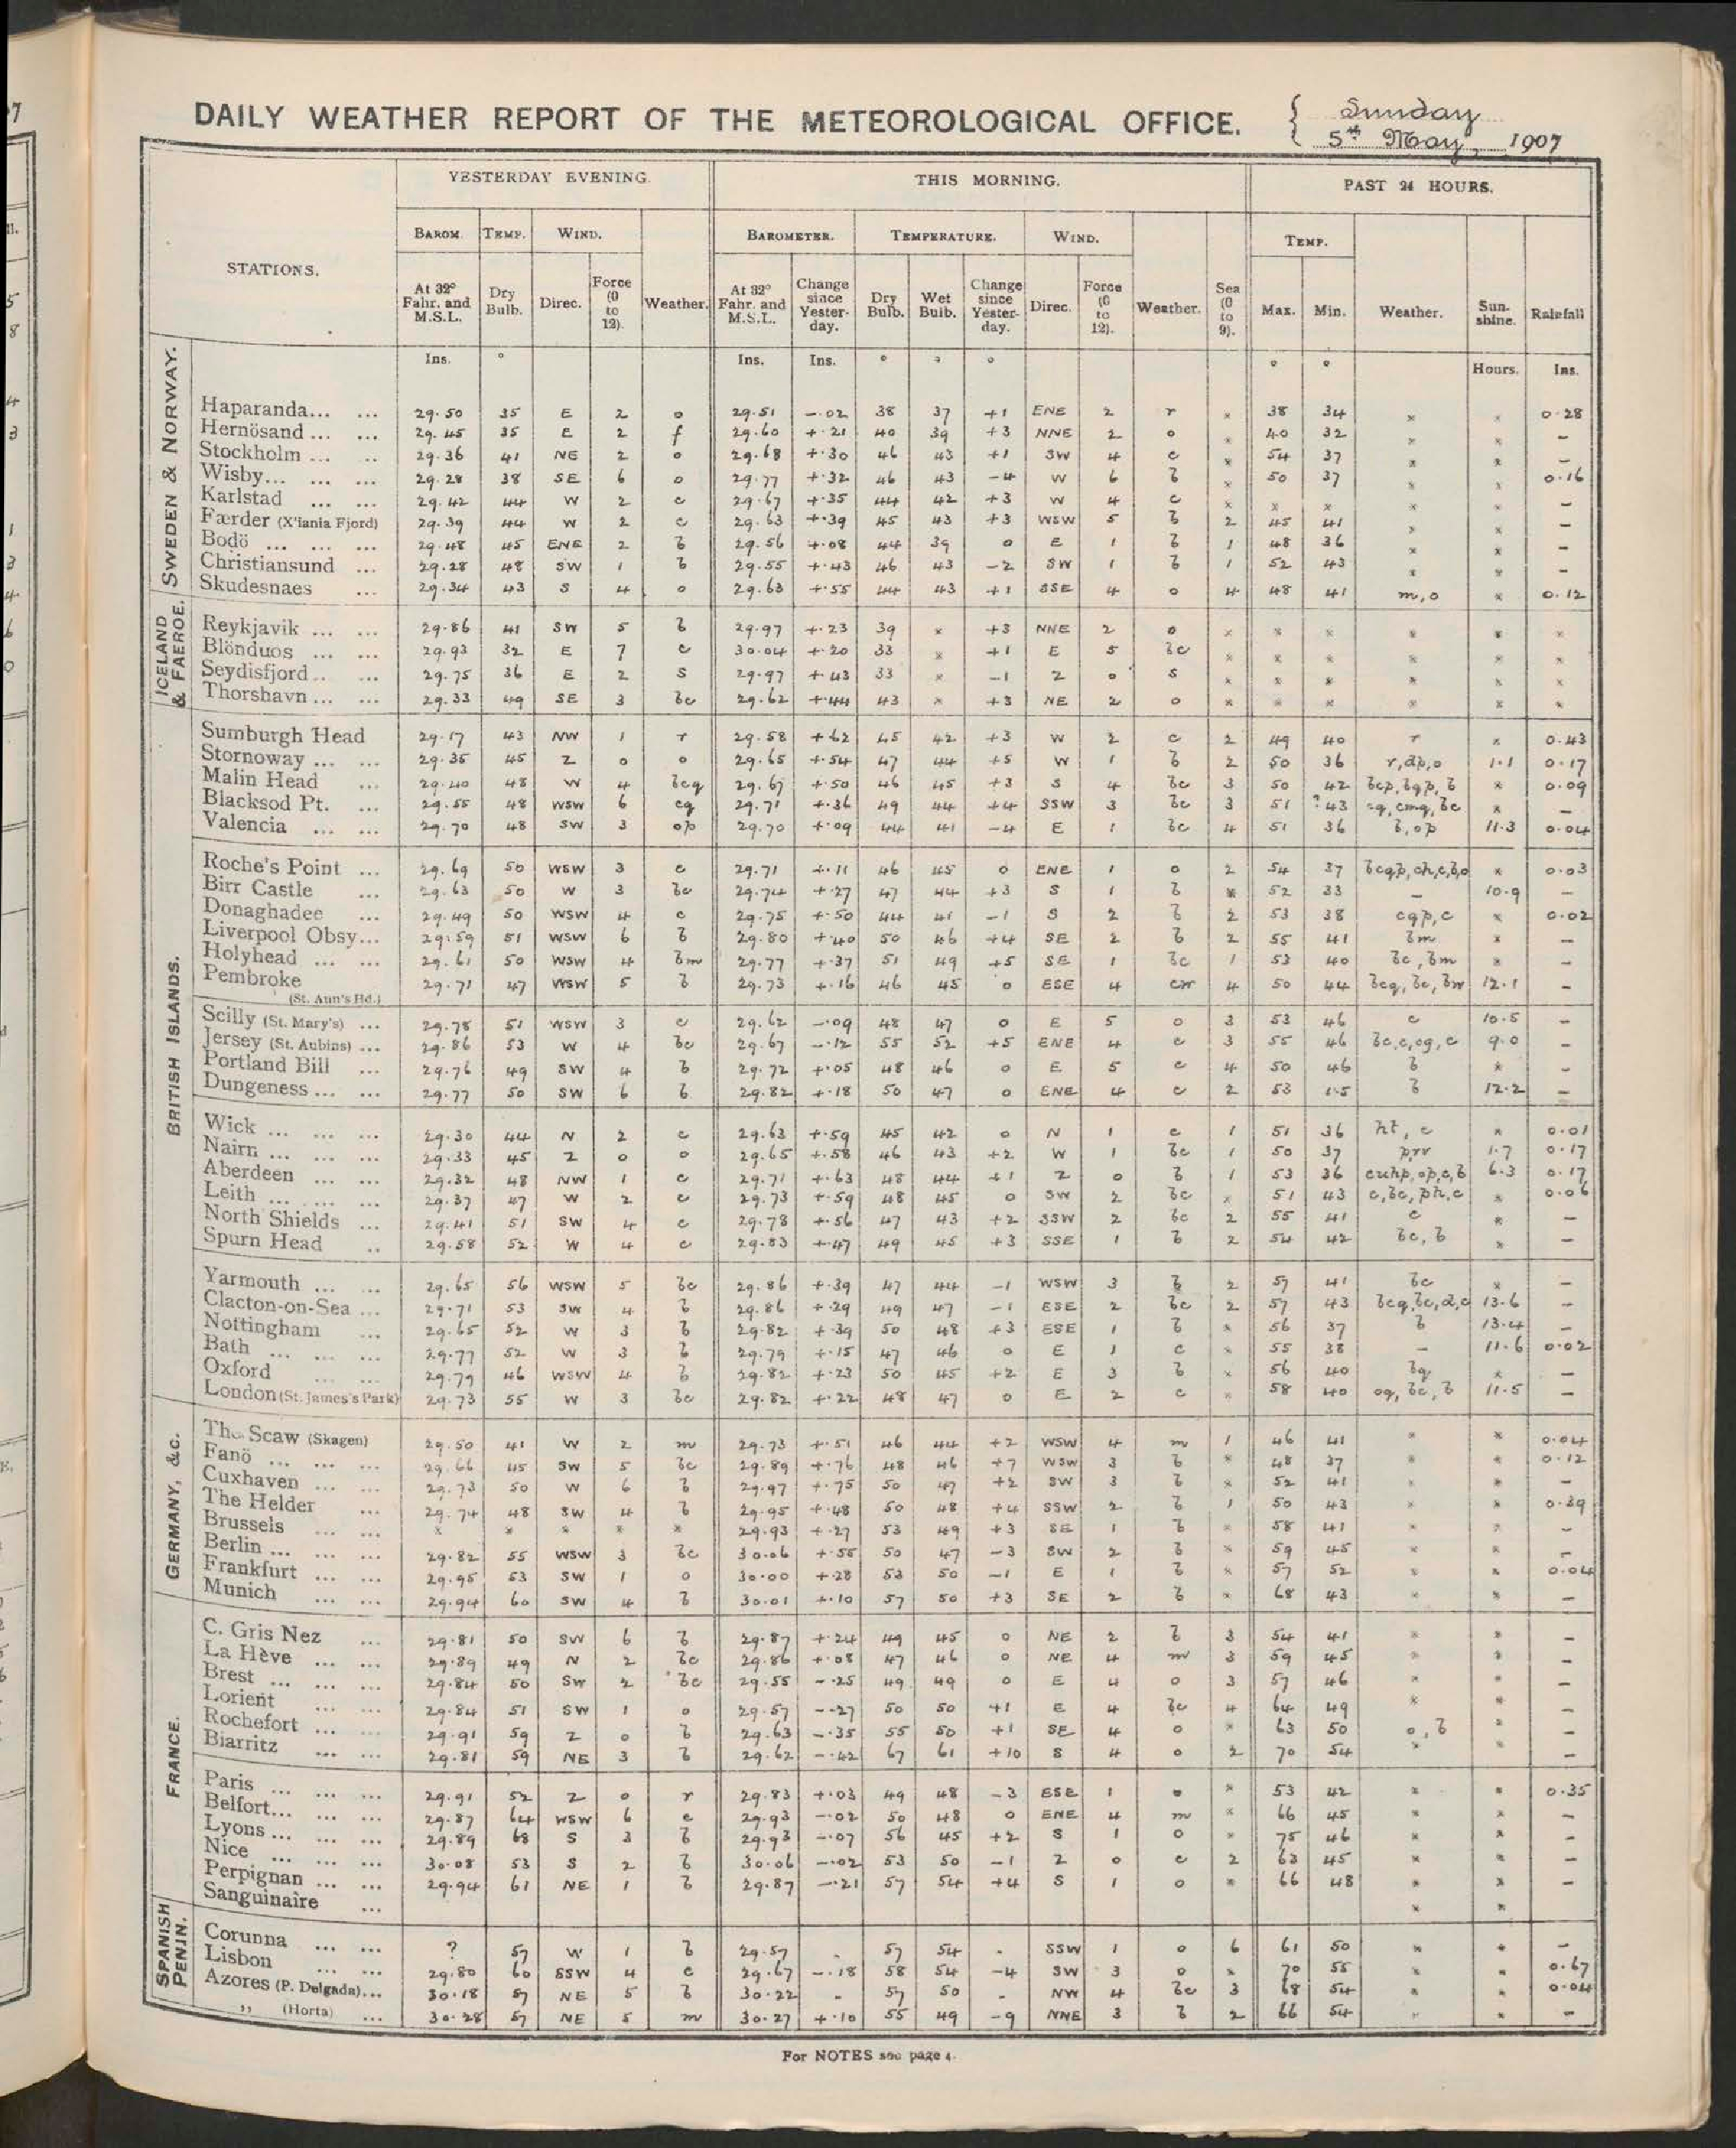 DAILY WEATHER REPORT OF THE METEOROLOGICAL OFFICE. { Sunday
5th May, 1907
YESTERDAY EVENING. THIS MORNING. PAST 24 HOURS.
STATIONS. BAROM. TEMP. WIND. BAROMETER. TEMPERATURE. WIND. TEMP.
At 32° Fahr. and M.S.L. Dry Bulb. Direc. Force (0 to 12). Weather. At 32° Fahr. and M.S.L. Change since Yester-day. Dry Bulb. Wet Bulb. Change since Yester-day. Direc. Force (0 to 12). Weather. Sea (0 to 9). Max. Min. Weather. Sun-shine. Rainfall
Ins. ° Ins. Ins. ° ° ° ° ° Hours. Ins.
SWEDEN & NORWAY.
Haparanda... ... 29.50 35 E 2 o 29.51 -.02 38 37 +1 ENE 2 r × 38 34 × × 0.28
Hernösand ... ... 29.45 35 E 2 f 29.60 +.21 40 39 +3 NNE 2 o × 40 32 × × –
Stockholm ... .. 29.36 41 NE 2 o 29.68 +.30 46 43 +1 SW 4 c × 54 37 × × –
Wisby... ... ... 29.28 38 SE 6 o 29.77 +.32 46 43 -4 W 6 b × 50 37 × × 0.16
Karlstad ... ... 29.42 44 W 2 c 29.67 +.35 44 42 +3 W 4 c × × × × × –
Færder (X'iania Fjord) 29.39 44 W 2 c 29.63 +.39 45 43 +3 WSW 5 b 2 45 41 × × –
Bodö ... ... ... 29.48 45 ENE 2 b 29.56 +.08 44 39 0 E 1 b 1 48 36 × × –
Christiansund ... 29.28 48 SW 1 b 29.55 +.43 46 43 -2 SW 1 b 1 52 43 × × –
Skudesnaes ... 29.34 43 S 4 o 29.63 +.55 44 43 +1 SSE 4 o 4 48 41 m,o × 0.12
ICELAND & FAEROE.
Reykjavik ... ... 29.86 41 SW 5 b 29.97 +.23 39 × +3 NNE 2 o × × × × × ×
Blönduos ... ... 29.93 32 E 7 c 30.04 +.20 33 × +1 E 5 bc × × × × × ×
Seydisfjord .. ... 29.75 36 E 2 s 29.97 +.43 33 × -1 Z 0 s × × × × × ×
Thorshavn ... ... 29.33 49 SE 3 bc 29.62 +.44 43 × +3 NE 2 o × × × × × ×
BRITISH ISLANDS.
Sumburgh Head 29.17 43 NW 1 r 29.58 +.62 45 42 +3 W 2 c 2 49 40 r × 0.43
Stornoway ... ... 29.35 45 Z 0 o 29.65 +.54 47 44 +5 W 1 b 2 50 36 r,dp,o 1.1 0.17
Malin Head ... 29.40 48 W 4 bcq 29.67 +.50 46 45 +3 S 4 bc 3 50 42 bcp,bqp,b × 0.09
Blacksod Pt. ... 29.55 48 WSW 6 cq 29.71 +.36 49 44 +4 SSW 3 bc 3 51 ?43 cq,cmq,bc × –
Valencia ... ... 29.70 48 SW 3 op 29.70 +.09 44 41 -4 E 1 bc 4 51 36 b,op 11.3 0.04
Roche's Point ... 29.69 50 WSW 3 c 29.71 +.11 46 45 0 ENE 1 o 2 54 37 bcqp,ch,c,b,o × 0.03
Birr Castle ... 29.63 50 W 3 bc 29.74 +.27 47 44 +3 S 1 b × 52 33 – 10.9 –
Donaghadee ... 29.49 50 WSW 4 c 29.75 +.50 44 41 -1 S 2 b 2 53 38 cqp,c × 0.02
Liverpool Obsy... 29.59 51 WSW 6 b 29.80 +.40 50 46 +4 SE 2 b 2 55 41 bm × –
Holyhead ... ... 29.61 50 WSW 4 bm 29.77 +.37 51 49 +5 SE 1 bc 1 53 40 bc,bm × –
Pembroke (St. Ann's Hd.) 29.71 47 WSW 5 b 29.73 +.16 46 45 0 ESE 4 cm 4 50 44 bcq,bc,bm 12.1 –
Scilly (St. Mary's) ... 29.78 51 WSW 3 c 29.62 -.09 48 47 0 E 5 o 3 53 46 c 10.5 –
Jersey (St. Aubins) ... 29.86 53 W 4 bc 29.67 -.12 55 52 +5 ENE 4 c 3 55 46 bc,c,og,c 9.0 –
Portland Bill ... 29.76 49 SW 4 b 29.72 +.05 48 46 0 E 5 c 4 50 46 b × –
Dungeness ... ... 29.77 50 SW 6 b 29.82 +.18 50 47 0 ENE 4 c 2 53 45 b 12.2 –
Wick ... ... ... 29.30 44 N 2 c 29.63 +.59 45 42 0 N 1 c 1 51 36 ht, c × 0.01
Nairn ... ... ... 29.33 45 Z 0 o 29.65 +.58 46 43 +2 W 1 bc 1 50 37 prr 1.7 0.17
Aberdeen ... ... 29.32 48 NW 1 c 29.71 +.63 48 44 +1 Z 0 b 1 53 36 cuhp,op,c,b 6.3 0.17
Leith ... ... ... 29.37 47 W 2 c 29.73 +.59 48 45 0 SW 2 bc × 51 43 c,bc,ph,c × 0.06
North Shields ... 29.41 51 SW 4 c 29.78 +.56 47 43 +2 SSW 2 bc 2 55 41 c × –
Spurn Head .. 29.58 52 W 4 c 29.83 +.47 49 45 +3 SSE 1 b 2 54 42 bc, b × –
Yarmouth ... ... 29.65 56 WSW 5 bc 29.86 +.39 47 44 -1 WSW 3 b 2 57 41 bc × –
Clacton-on-Sea ... 29.71 53 SW 4 b 29.86 +.29 49 47 -1 ESE 2 bc 2 57 43 bcq,bc,d,c 13.6 –
Nottingham ... 29.65 52 W 3 b 29.82 +.39 50 48 +3 ESE 1 b × 56 37 b 13.4 –
Bath ... ... ... 29.77 52 W 3 b 29.79 +.15 47 46 0 E 1 c × 55 38 – 11.6 0.02
Oxford ... ... 29.79 46 WSW 4 b 29.82 +.23 50 45 +2 E 3 b × 56 40 bq × –
London (St. James's Park) 29.73 55 W 3 bc 29.82 +.22 48 47 0 E 2 c × 58 40 og, bc, b 11.5 –
GERMANY, &c.
The Scaw (Skagen) 29.50 41 W 2 m 29.73 +.51 46 44 +2 WSW 4 m 1 46 41 × × 0.04
Fanö ... ... ... 29.66 45 SW 5 bc 29.89 +.76 48 46 +7 WSW 3 b × 48 37 × × 0.12
Cuxhaven ... ... 29.73 50 W 6 b 29.97 +.75 50 47 +2 SW 3 b × 52 41 × × –
The Helder ... 29.74 48 SW 4 b 29.95 +.48 50 48 +4 SSW 2 b 1 50 43 × × 0.39
Brussels ... ... × × × × × 29.93 +.27 53 49 +3 SE 1 b × 58 41 × × –
Berlin ... ... ... 29.82 55 WSW 3 bc 30.06 +.55 50 47 -3 SW 2 b × 59 45 × × –
Frankfurt ... ... 29.95 53 SW 1 o 30.00 +.28 53 50 -1 E 1 b × 57 52 × × 0.04
Munich ... ... 29.94 60 SW 4 b 30.01 +.10 57 50 +3 SE 2 b × 68 43 × × –
FRANCE.
C. Gris Nez ... 29.81 50 SW 6 b 29.87 +.24 49 45 0 NE 2 b 3 54 41 × × –
La Hève ... ... 29.89 49 N 2 bc 29.86 +.08 47 46 0 NE 4 m 3 59 45 × × –
Brest ... ... ... 29.84 50 SW 2 bc 29.55 -.25 49 49 0 E 4 o 3 57 46 × × –
Lorient ... ... 29.84 51 SW 1 o 29.57 -.27 50 50 +1 E 4 bc 4 64 49 × × –
Rochefort ... ... 29.91 59 Z 0 b 29.63 -.35 55 50 +1 SE 4 o × 63 50 o, b × –
Biarritz ... ... 29.81 59 NE 3 b 29.62 -.42 67 61 +10 S 4 o 2 70 54 × × –
Paris ... ... ... 29.91 52 Z 0 r 29.83 +.03 49 48 -3 ESE 1 o × 53 42 × × 0.35
Belfort... ... ... 29.87 64 WSW 6 c 29.93 -.02 50 48 0 ENE 4 m × 66 45 × × –
Lyons ... ... ... 29.89 68 S 3 b 29.93 -.07 56 45 +2 S 1 o × 75 46 × × –
Nice ... ... ... 30.08 53 S 2 b 30.06 -.02 53 50 -1 Z 0 c 2 63 45 × × –
Perpignan ... ... 29.94 61 NE 1 b 29.87 -.21 57 54 +4 S 1 o × 66 48 × × –
Sanguinaire ... × ×
SPANISH PENIN.
Corunna ... ... ? 57 W 1 b 29.57 - 57 54 - SSW 1 o 6 61 50 × × –
Lisbon ... ... 29.80 60 SSW 4 c 29.67 -.18 58 54 -4 SW 3 o × 70 55 × × 0.67
Azores (P. Delgada)... 30.18 57 NE 5 b 30.22 - 57 50 - NW 4 bc 3 68 54 × × 0.04
,, (Horta) ... 30.28 57 NE 5 m 30.27 +.10 55 49 -9 NNE 3 b 2 66 54 × × –
For NOTES see page 4.